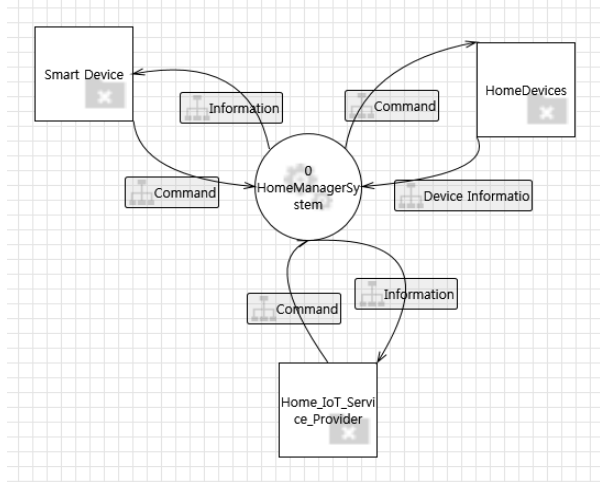 Smart Device
HomeDevices
Information
Command
0
HomeManagerSy
stem
Command
Device Informatio
Command
Information
Home_IoT_Servi
ce_Provider